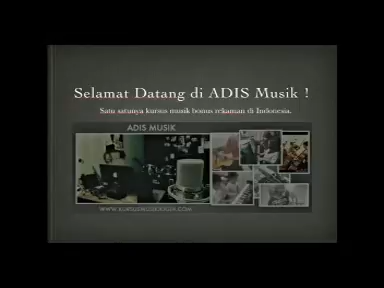 Selamat Datang di ADIS Musik !
Satu satunya kursus musik bonus rekaman di Indonesia.
ADIS MUSIK